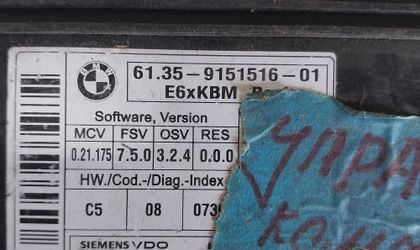 BMW
61.35-9151516-01
E6xKBM
Software, Version
MCV FSV OSV RES
0.21.175 7.5.0 3.2.4 0.0.0
HW./Cod-/Diag.-Index
C5 08
SIEMENS VDO